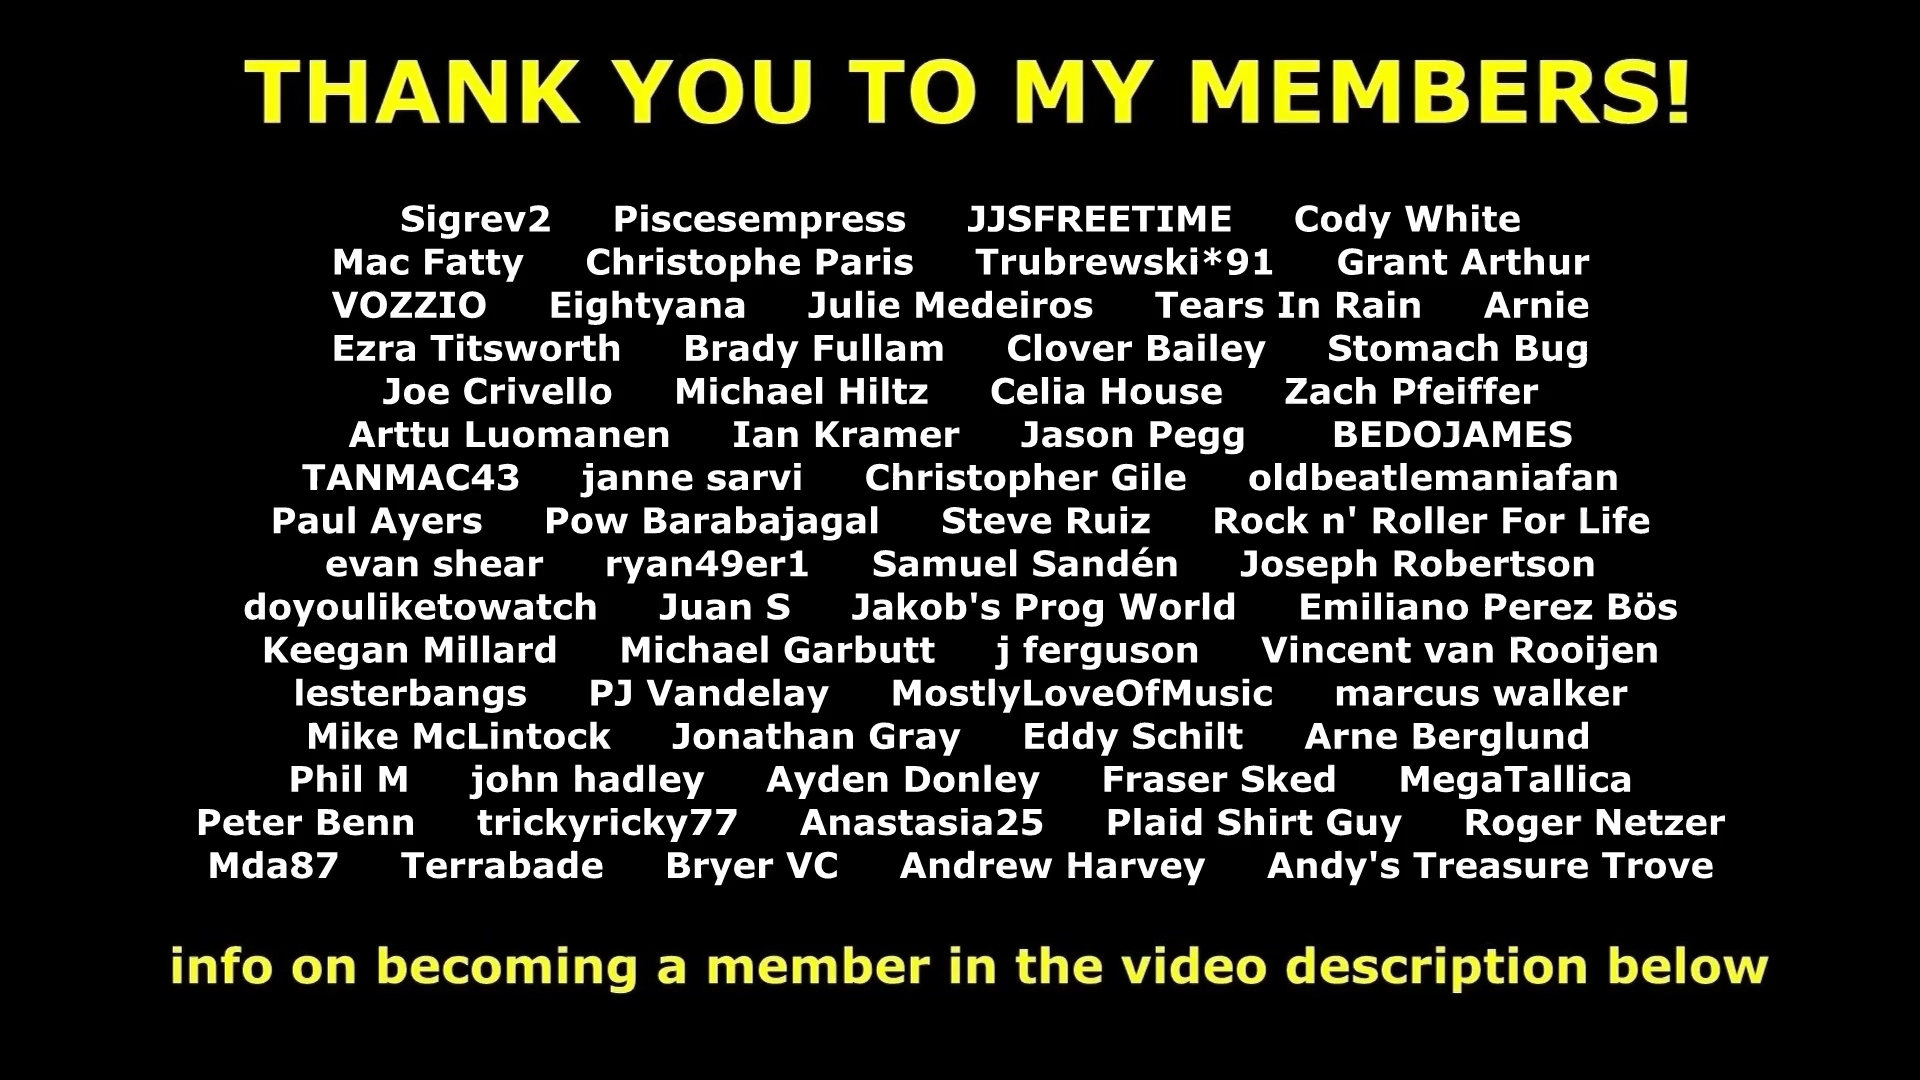 THANK YOU TO MY MEMBERS!
Sigrev2 Piscesempress JJSFREETIME Cody White
Mac Fatty Christophe Paris Trubrewski*91 Grant Arthur
VOZZIO Eightyana Julie Medeiros Tears In Rain Arnie
Ezra Titsworth Brady Fullam Clover Bailey Stomach Bug
Joe Crivello Michael Hiltz Celia House Zach Pfeiffer
Arttu Luomanen Ian Kramer Jason Pegg BEDOJAMES
TANMAC43 janne sarvi Christopher Gile oldbeatlemaniafan
Paul Ayers Pow Barabajagal Steve Ruiz Rock n' Roller For Life
evan shear ryan49er1 Samuel Sandén Joseph Robertson
doyouliketowatch Juan S Jakob's Prog World Emiliano Perez Bös
Keegan Millard Michael Garbutt j ferguson Vincent van Rooijen
lesterbangs PJ Vandelay MostlyLoveOfMusic marcus walker
Mike McLintock Jonathan Gray Eddy Schilt Arne Berglund
Phil M john hadley Ayden Donley Fraser Sked MegaTallica
Peter Benn trickyricky77 Anastasia25 Plaid Shirt Guy Roger Netzer
Mda87 Terrabade Bryer VC Andrew Harvey Andy's Treasure Trove
info on becoming a member in the video description below